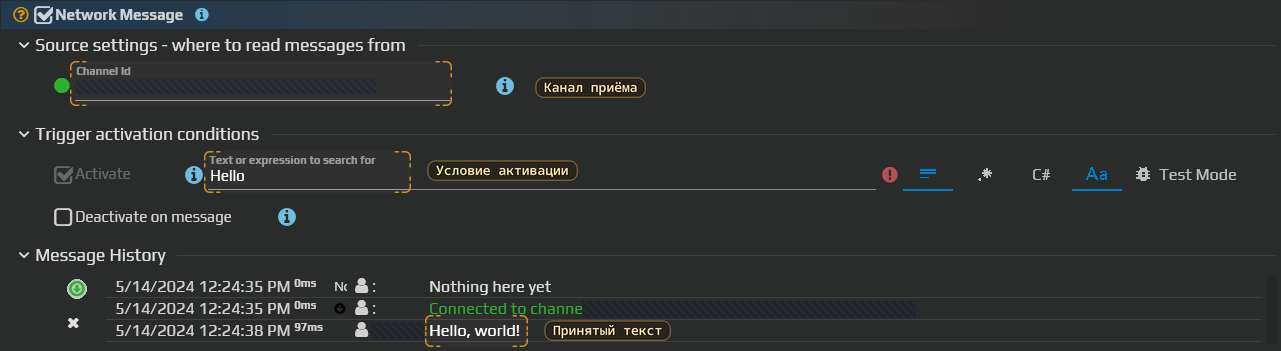 Network Message
Source settings - where to read messages from
Channel Id
Канал приёма
Trigger activation conditions
Activate
Text or expression to search for
Hello
Условие активации
.* C# Aa Test Mode
Deactivate on message
Message History
5/14/2024 12:24:35 PM 0ms : Nothing here yet
5/14/2024 12:24:35 PM 0ms : Connected to channe
5/14/2024 12:24:38 PM 97ms Hello, world! Принятый текст